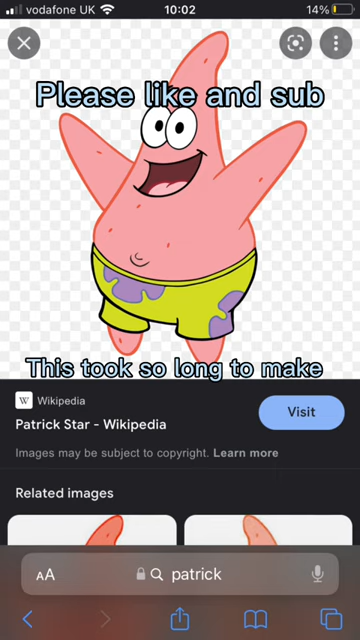 vodafone UK
10:02
14%
Please like and sub
This took so long to make
W Wikipedia
Visit
Patrick Star - Wikipedia
Images may be subject to copyright. Learn more
Related images
AA
patrick